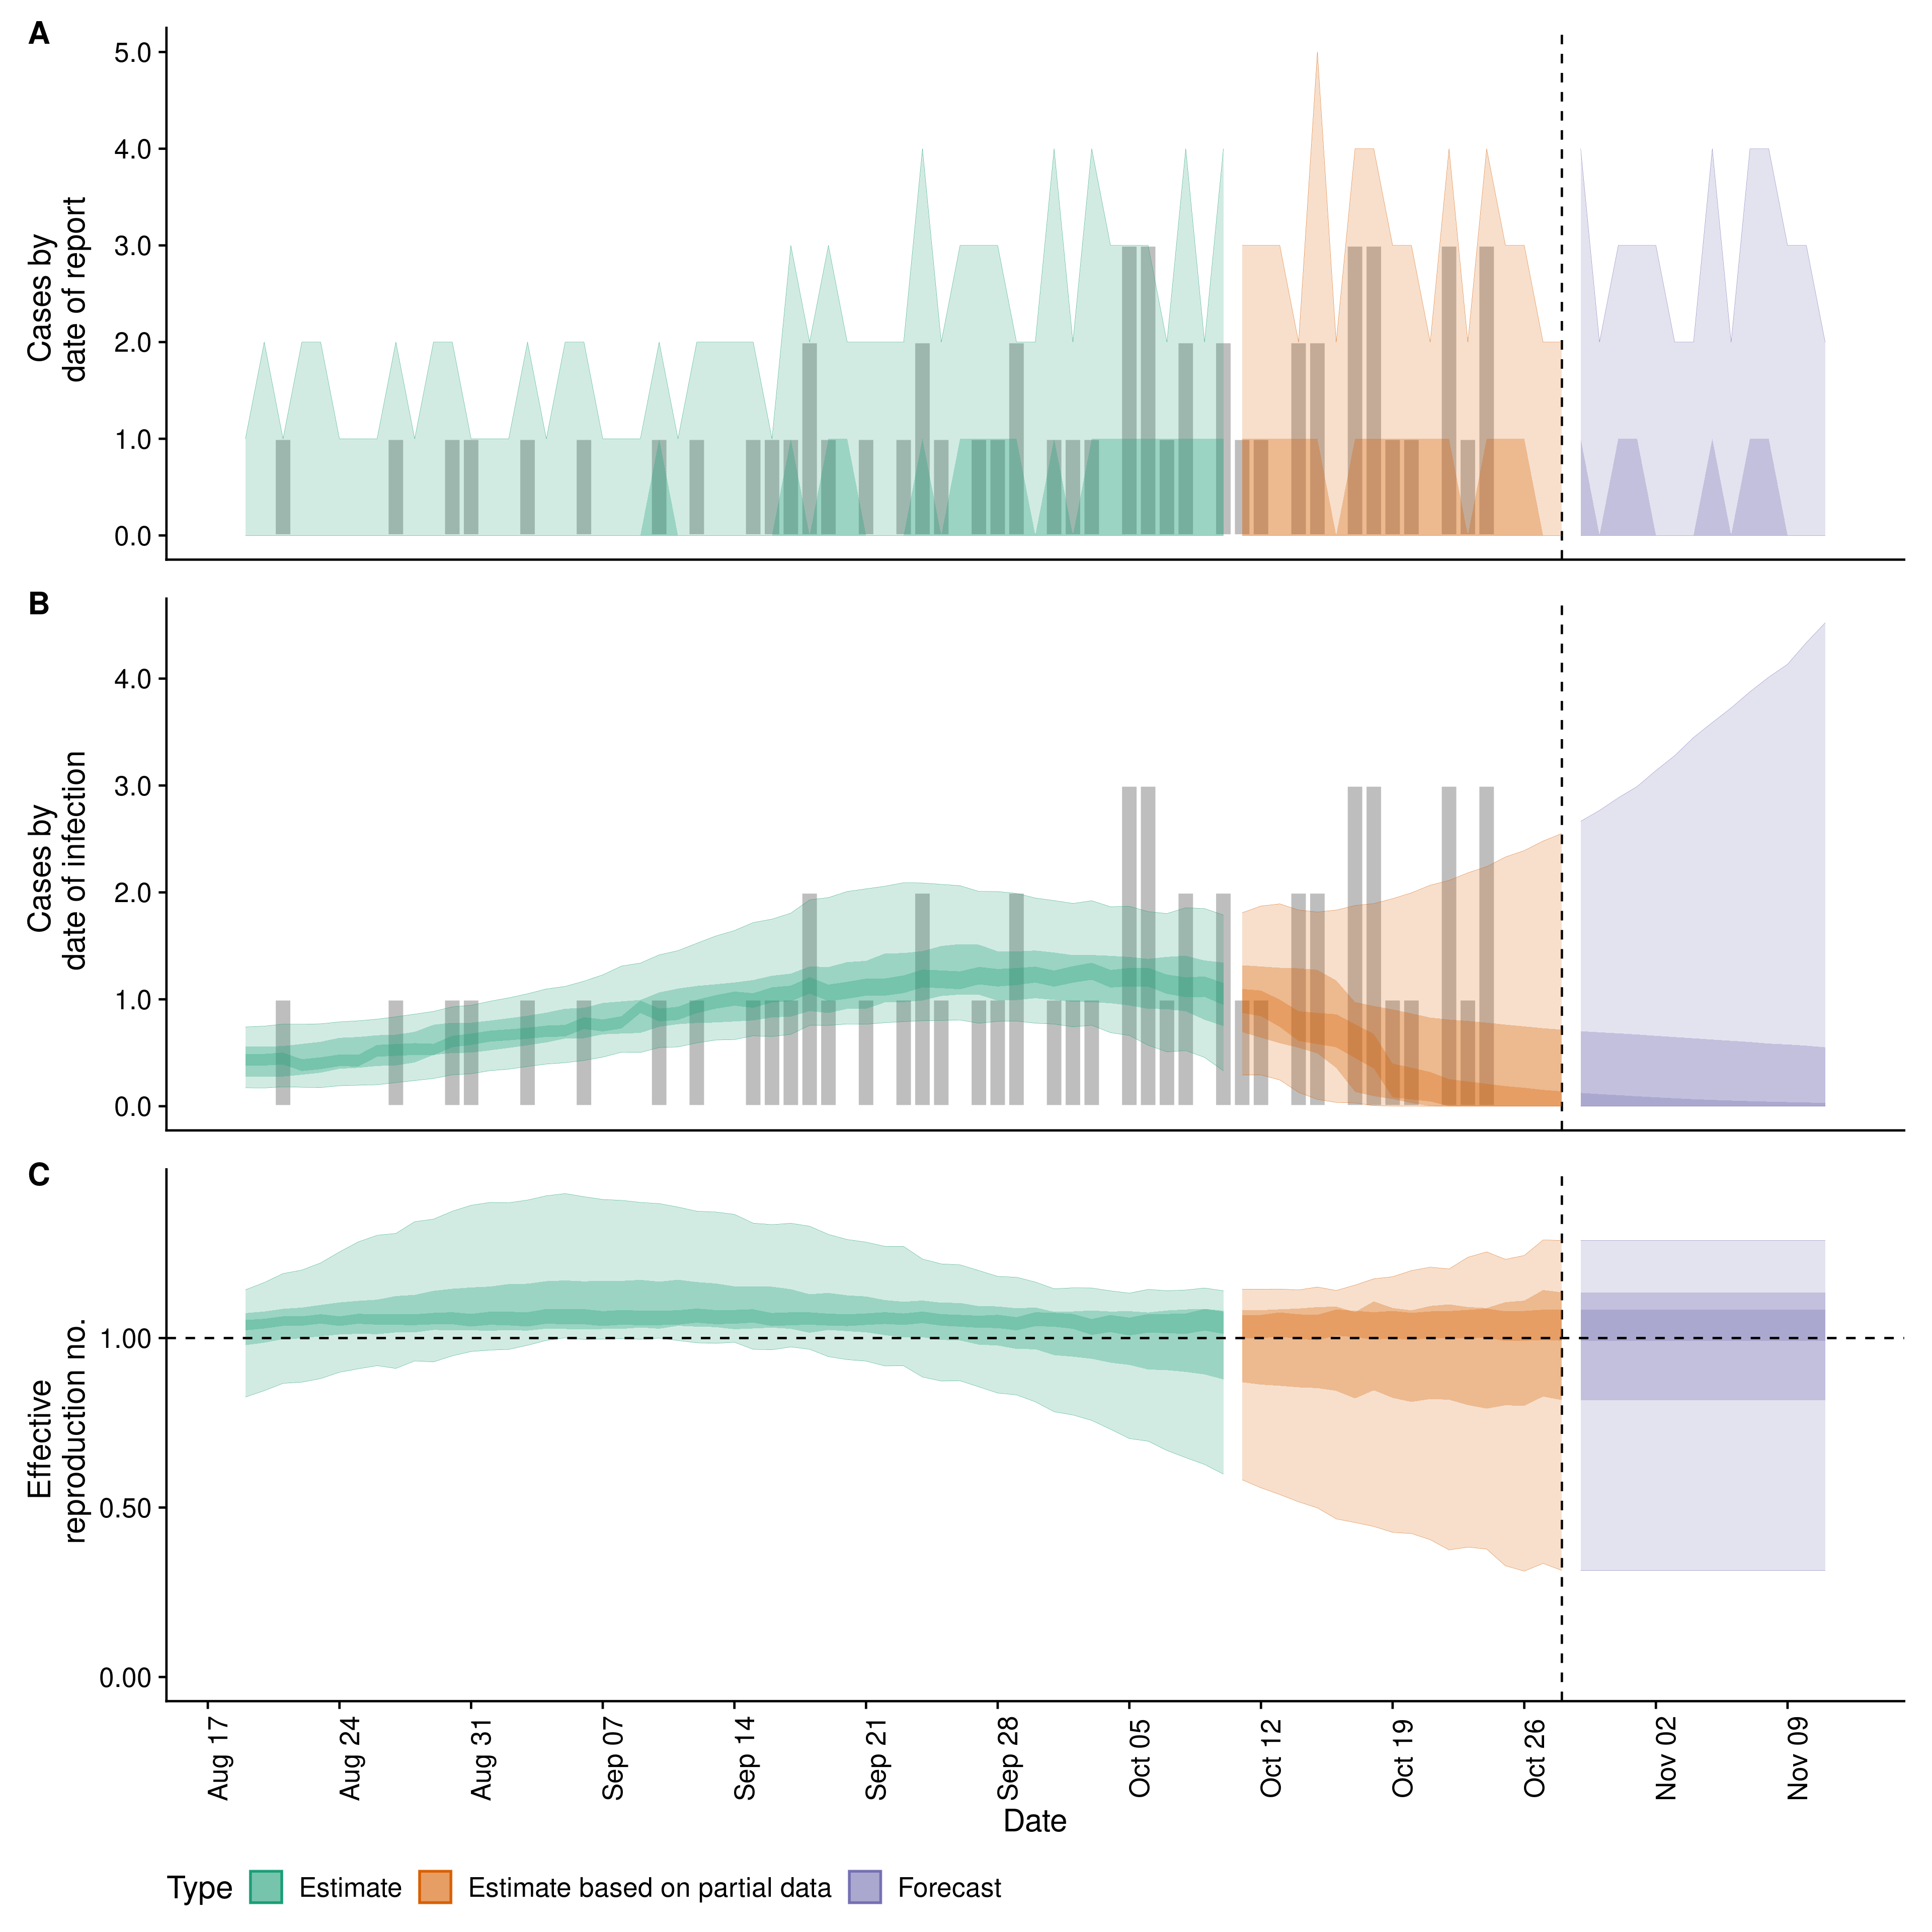 A
Cases by
date of report
5.0
4.0
3.0
2.0
1.0
0.0
B
Cases by
date of infection
4.0
3.0
2.0
1.0
0.0
C
Effective
reproduction no.
1.00
0.50
0.00
Aug 17
Aug 24
Aug 31
Sep 07
Sep 14
Sep 21
Sep 28
Oct 05
Oct 12
Oct 19
Oct 26
Nov 02
Nov 09
Date
Type Estimate Estimate based on partial data Forecast